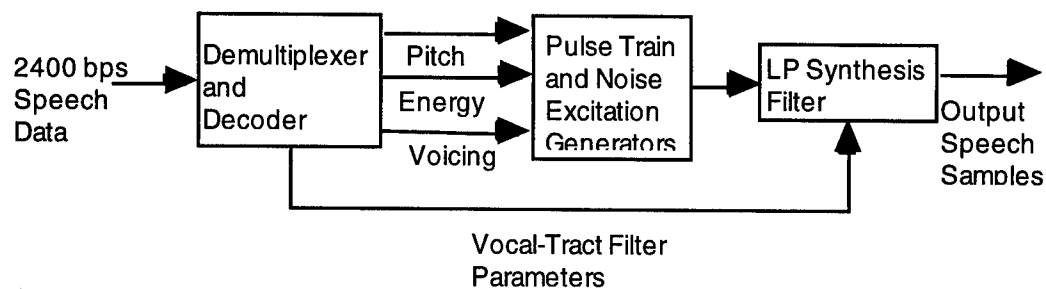 2400 bps
Speech
Data
Demultiplexer
and
Decoder
Pitch
Energy
Voicing
Pulse Train
and Noise
Excitation
Generators
LP Synthesis
Filter
Output
Speech
Samples
Vocal-Tract Filter
Parameters